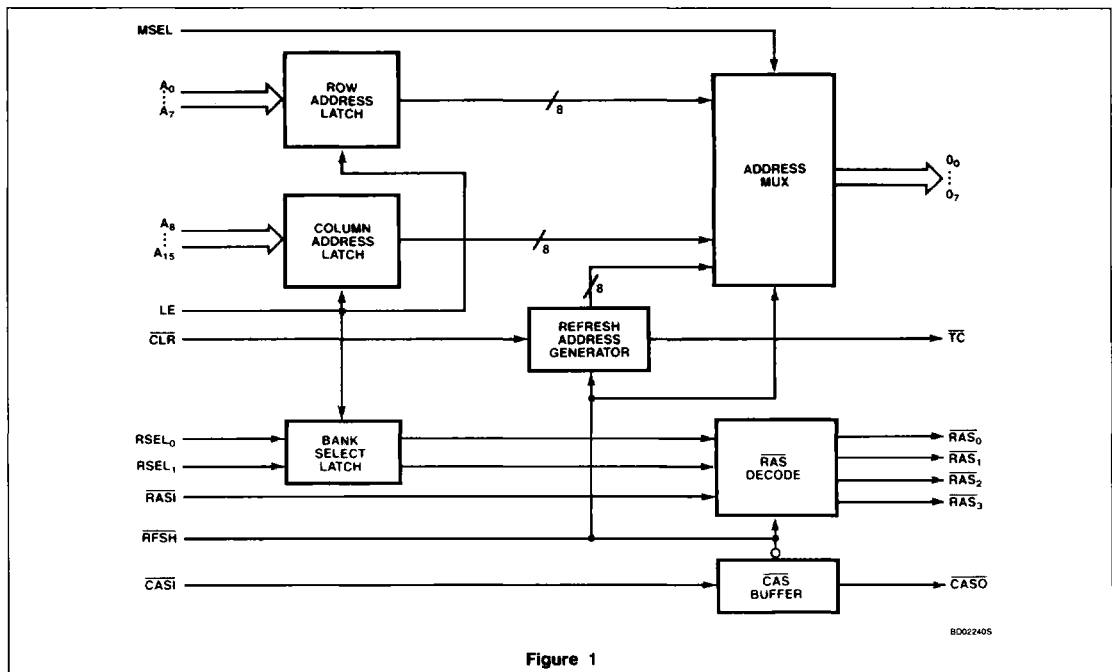 MSEL
A0
⋮
A7
ROW
ADDRESS
LATCH
8
ADDRESS
MUX
O0
⋮
O7
A8
⋮
A15
COLUMN
ADDRESS
LATCH
8
8
LE
CLR
REFRESH
ADDRESS
GENERATOR
TC
RSEL0
RSEL1
BANK
SELECT
LATCH
RAS
DECODE
RAS0
RAS1
RAS2
RAS3
RASI
RFSH
CASI
CAS
BUFFER
CASO
BD02240S
Figure 1